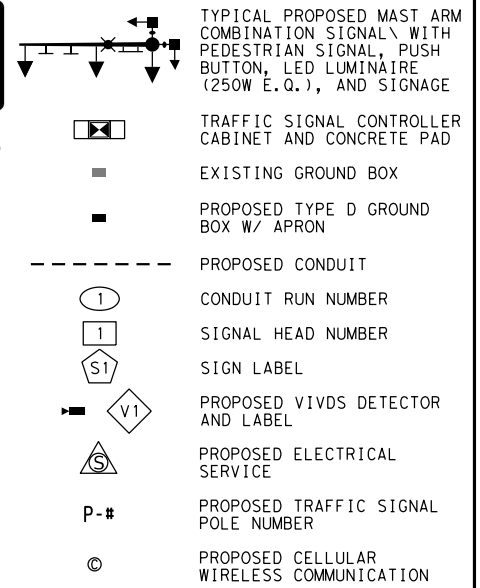 TYPICAL PROPOSED MAST ARM
COMBINATION SIGNAL\ WITH
PEDESTRIAN SIGNAL, PUSH
BUTTON, LED LUMINAIRE
(250W E.Q.), AND SIGNAGE
TRAFFIC SIGNAL CONTROLLER
CABINET AND CONCRETE PAD
EXISTING GROUND BOX
PROPOSED TYPE D GROUND
BOX W/ APRON
PROPOSED CONDUIT
1 CONDUIT RUN NUMBER
1 SIGNAL HEAD NUMBER
S1 SIGN LABEL
V1 PROPOSED VIVDS DETECTOR
AND LABEL
S PROPOSED ELECTRICAL
SERVICE
P-# PROPOSED TRAFFIC SIGNAL
POLE NUMBER
© PROPOSED CELLULAR
WIRELESS COMMUNICATION